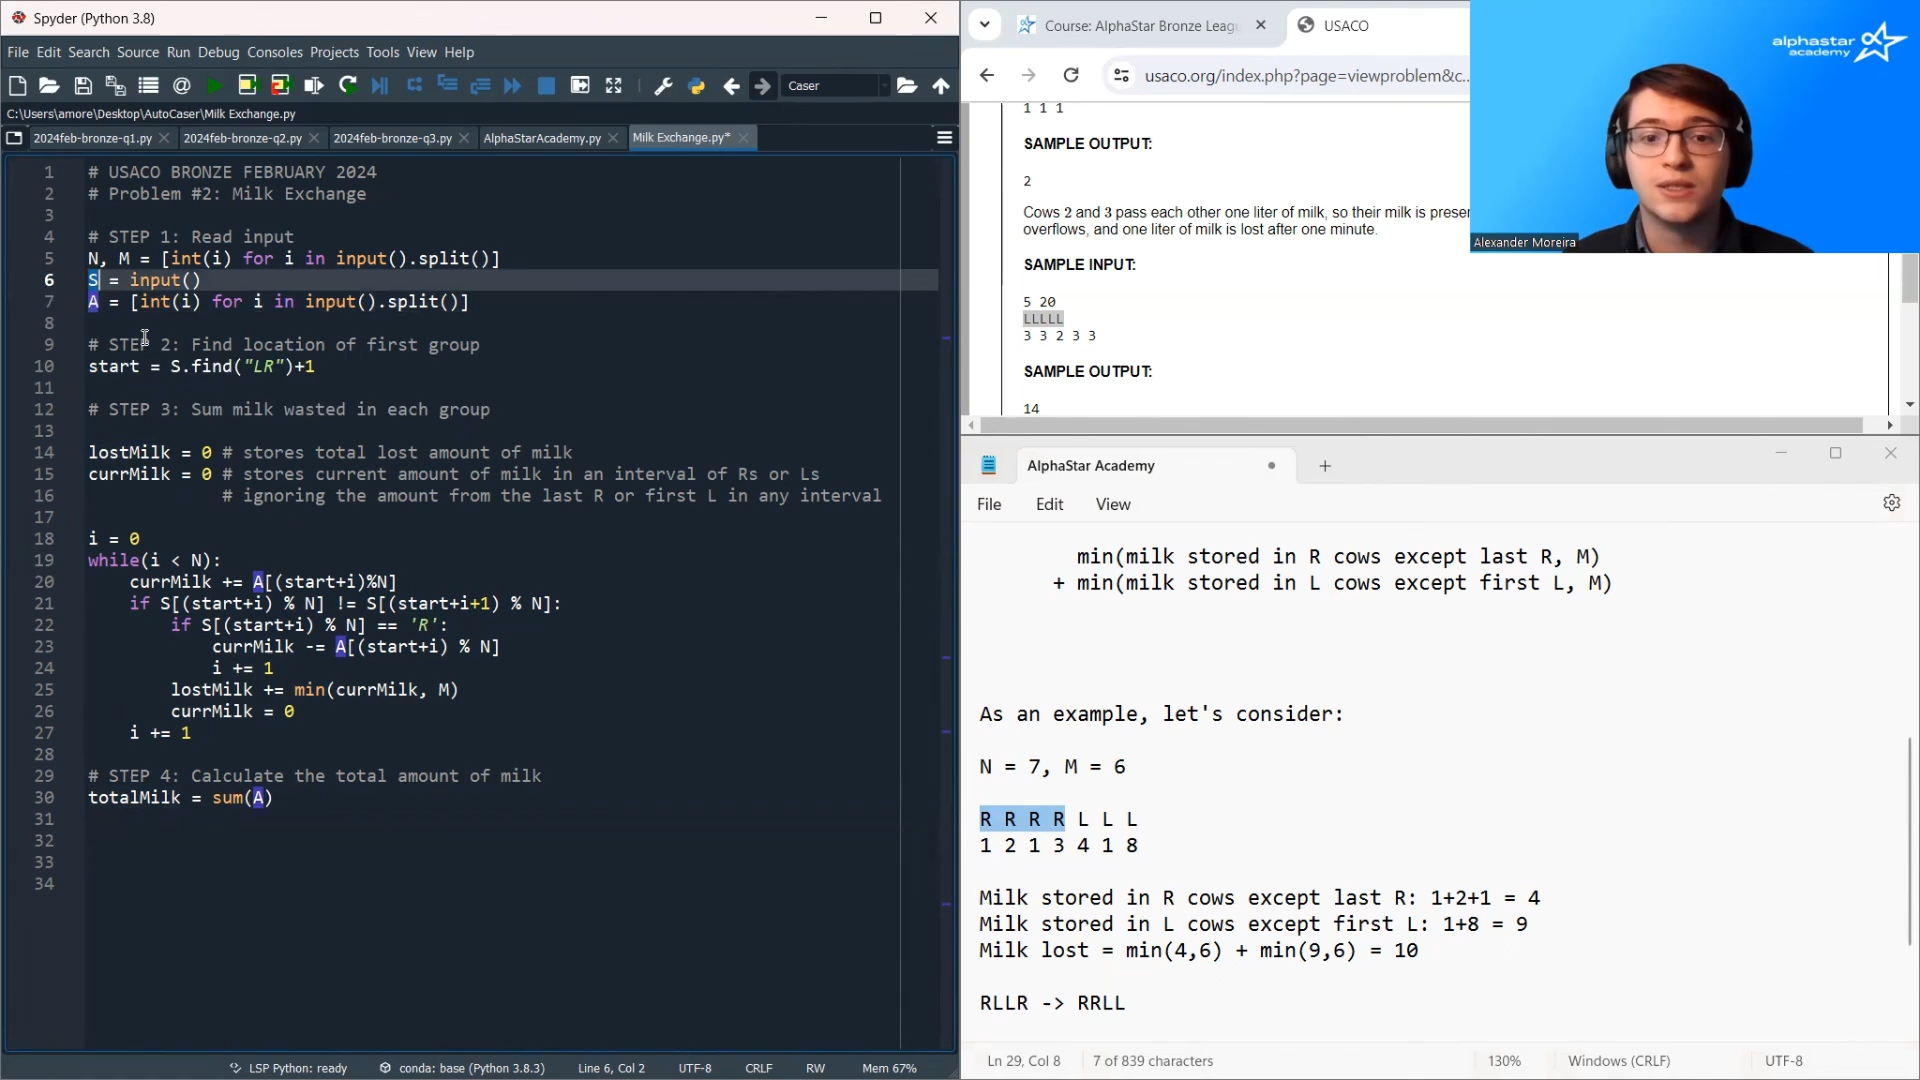 Spyder (Python 3.8)
File Edit Search Source Run Debug Consoles Projects Tools View Help
Caser
C:\Users\amore\Desktop\AutoCaser\Milk Exchange.py
2024feb-bronze-q1.py 2024feb-bronze-q2.py 2024feb-bronze-q3.py AlphaStarAcademy.py Milk Exchange.py*
1 # USACO BRONZE FEBRUARY 2024
2 # Problem #2: Milk Exchange
3
4 # STEP 1: Read input
5 N, M = [int(i) for i in input().split()]
6 S = input()
7 A = [int(i) for i in input().split()]
8
9 # STEP 2: Find location of first group
10 start = S.find("LR")+1
11
12 # STEP 3: Sum milk wasted in each group
13
14 lostMilk = 0 # stores total lost amount of milk
15 currMilk = 0 # stores current amount of milk in an interval of Rs or Ls
16 # ignoring the amount from the last R or first L in any interval
17
18 i = 0
19 while(i < N):
20 currMilk += A[(start+i)%N]
21 if S[(start+i) % N] != S[(start+i+1) % N]:
22 if S[(start+i) % N] == 'R':
23 currMilk -= A[(start+i) % N]
24 i += 1
25 lostMilk += min(currMilk, M)
26 currMilk = 0
27 i += 1
28
29 # STEP 4: Calculate the total amount of milk
30 totalMilk = sum(A)
31
32
33
34
LSP Python: ready conda: base (Python 3.8.3) Line 6, Col 2 UTF-8 CRLF RW Mem 67%
Course: AlphaStar Bronze Leag USACO
usaco.org/index.php?page=viewproblem&c...
1 1 1
SAMPLE OUTPUT:
2
Cows 2 and 3 pass each other one liter of milk, so their milk is preser
overflows, and one liter of milk is lost after one minute.
SAMPLE INPUT:
5 20
LLLLL
3 3 2 3 3
SAMPLE OUTPUT:
14
alphastar
academy
Alexander Moreira
AlphaStar Academy
File Edit View
min(milk stored in R cows except last R, M)
+ min(milk stored in L cows except first L, M)
As an example, let's consider:
N = 7, M = 6
R R R R L L L
1 2 1 3 4 1 8
Milk stored in R cows except last R: 1+2+1 = 4
Milk stored in L cows except first L: 1+8 = 9
Milk lost = min(4,6) + min(9,6) = 10
RLLR -> RRLL
Ln 29, Col 8 7 of 839 characters 130% Windows (CRLF) UTF-8